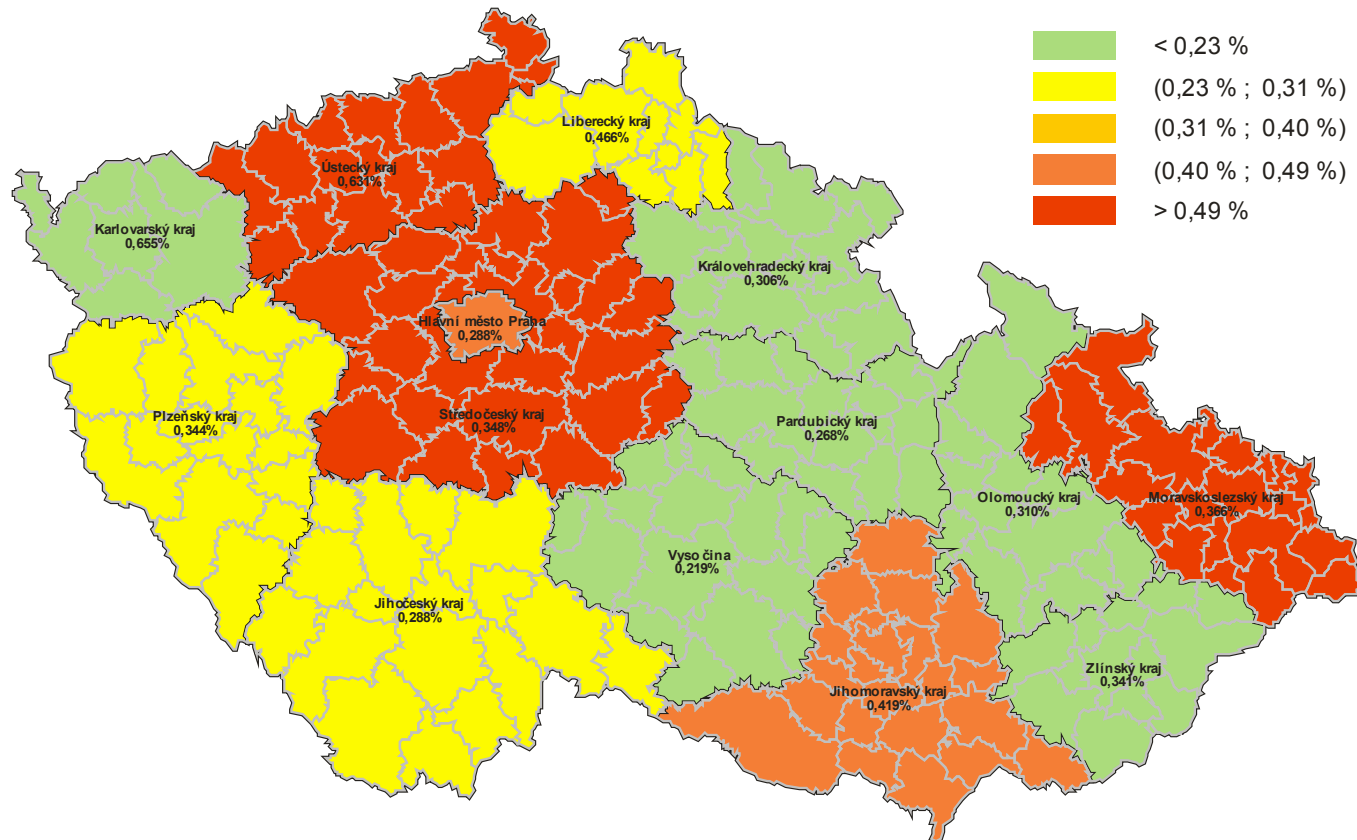 < 0,23 %
(0,23 % ; 0,31 %)
(0,31 % ; 0,40 %)
(0,40 % ; 0,49 %)
> 0,49 %
Liberecký kraj
0,466%
Ústecký kraj
0,631%
Karlovarský kraj
0,655%
Královehradecký kraj
0,306%
Hlavní město Praha
0,288%
Plzeňský kraj
0,344%
Středočeský kraj
0,348%
Pardubický kraj
0,268%
Olomoucký kraj
0,310%
Moravskoslezský kraj
0,366%
Vysočina
0,219%
Jihočeský kraj
0,288%
Zlínský kraj
0,341%
Jihomoravský kraj
0,419%